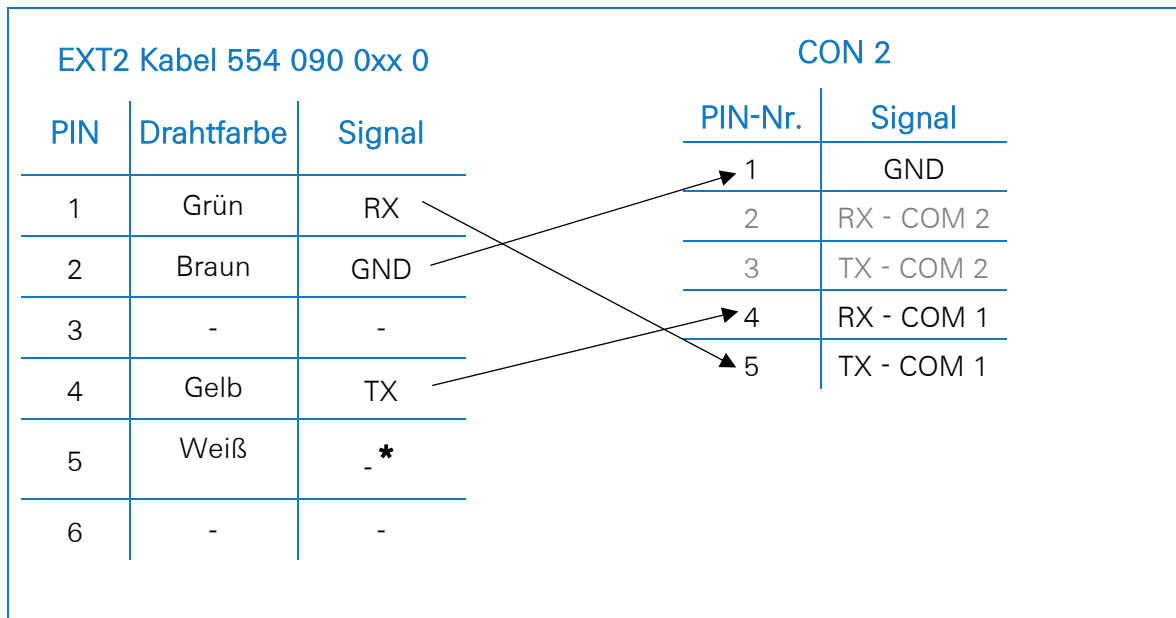 EXT2 Kabel 554 090 0xx 0
PIN Drahtfarbe Signal
1 Grün RX
2 Braun GND
3 - -
4 Gelb TX
5 Weiß -*
6 - -
CON 2
PIN-Nr. Signal
1 GND
2 RX - COM 2
3 TX - COM 2
4 RX - COM 1
5 TX - COM 1